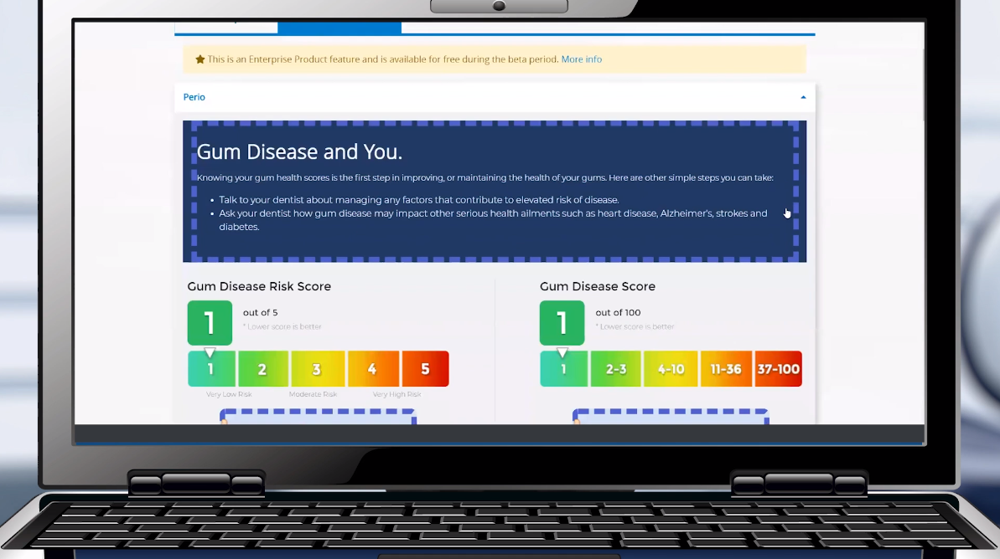 This is an Enterprise Product feature and is available for free during the beta period. More info
Perio
Gum Disease and You.
Knowing your gum health scores is the first step in improving, or maintaining the health of your gums. Here are other simple steps you can take:
• Talk to your dentist about managing any factors that contribute to elevated risk of disease.
• Ask your dentist how gum disease may impact other serious health ailments such as heart disease, Alzheimer's, strokes and
diabetes.
Gum Disease Risk Score
1
out of 5
* Lower score is better
1 2 3 4 5
Very Low Risk Moderate Risk Very High Risk
Gum Disease Score
1
out of 100
* Lower score is better
1 2-3 4-10 11-36 37-100